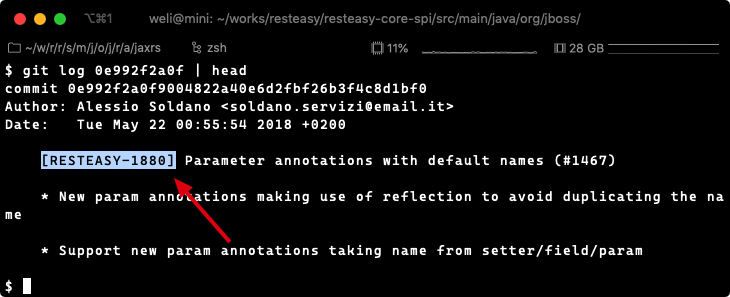 ⌥⌘1 weli@mini: ~/works/resteasy/resteasy-core-spi/src/main/java/org/jboss/
~/w/r/r/s/m/j/o/j/r/a/jaxrs zsh 11% 28 GB
$ git log 0e992f2a0f | head
commit 0e992f2a0f9004822a40e6d2fbf26b3f4c8d1bf0
Author: Alessio Soldano <soldano.servizi@email.it>
Date:   Tue May 22 00:55:54 2018 +0200
[RESTEASY-1880] Parameter annotations with default names (#1467)
* New param annotations making use of reflection to avoid duplicating the na
me
* Support new param annotations taking name from setter/field/param
$